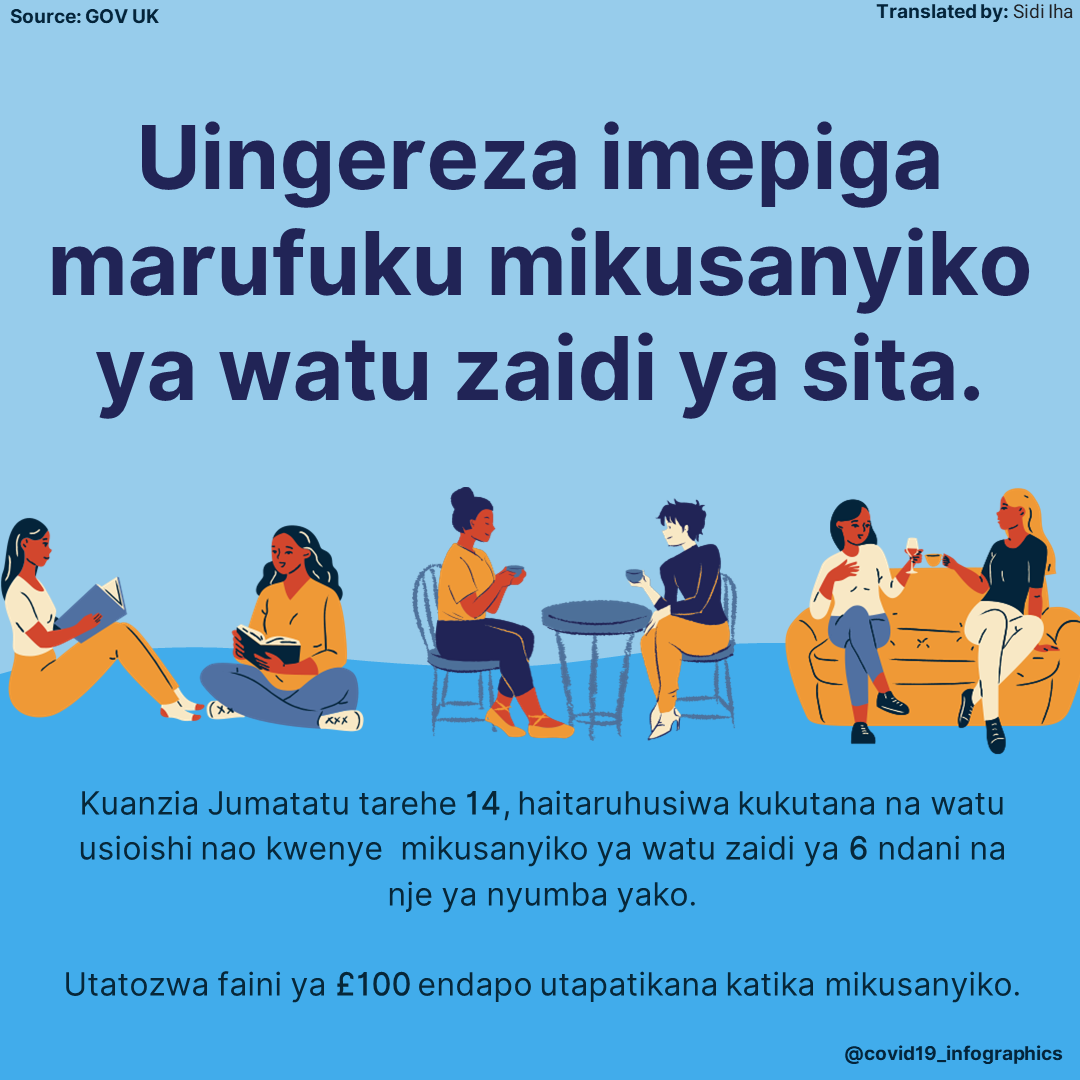 Source: GOV UK
Translated by: Sidi Iha
Uingereza imepiga
marufuku mikusanyiko
ya watu zaidi ya sita.
Kuanzia Jumatatu tarehe 14, haitaruhusiwa kukutana na watu
usioishi nao kwenye mikusanyiko ya watu zaidi ya 6 ndani na
nje ya nyumba yako.
Utatozwa faini ya £100 endapo utapatikana katika mikusanyiko.
@covid19_infographics